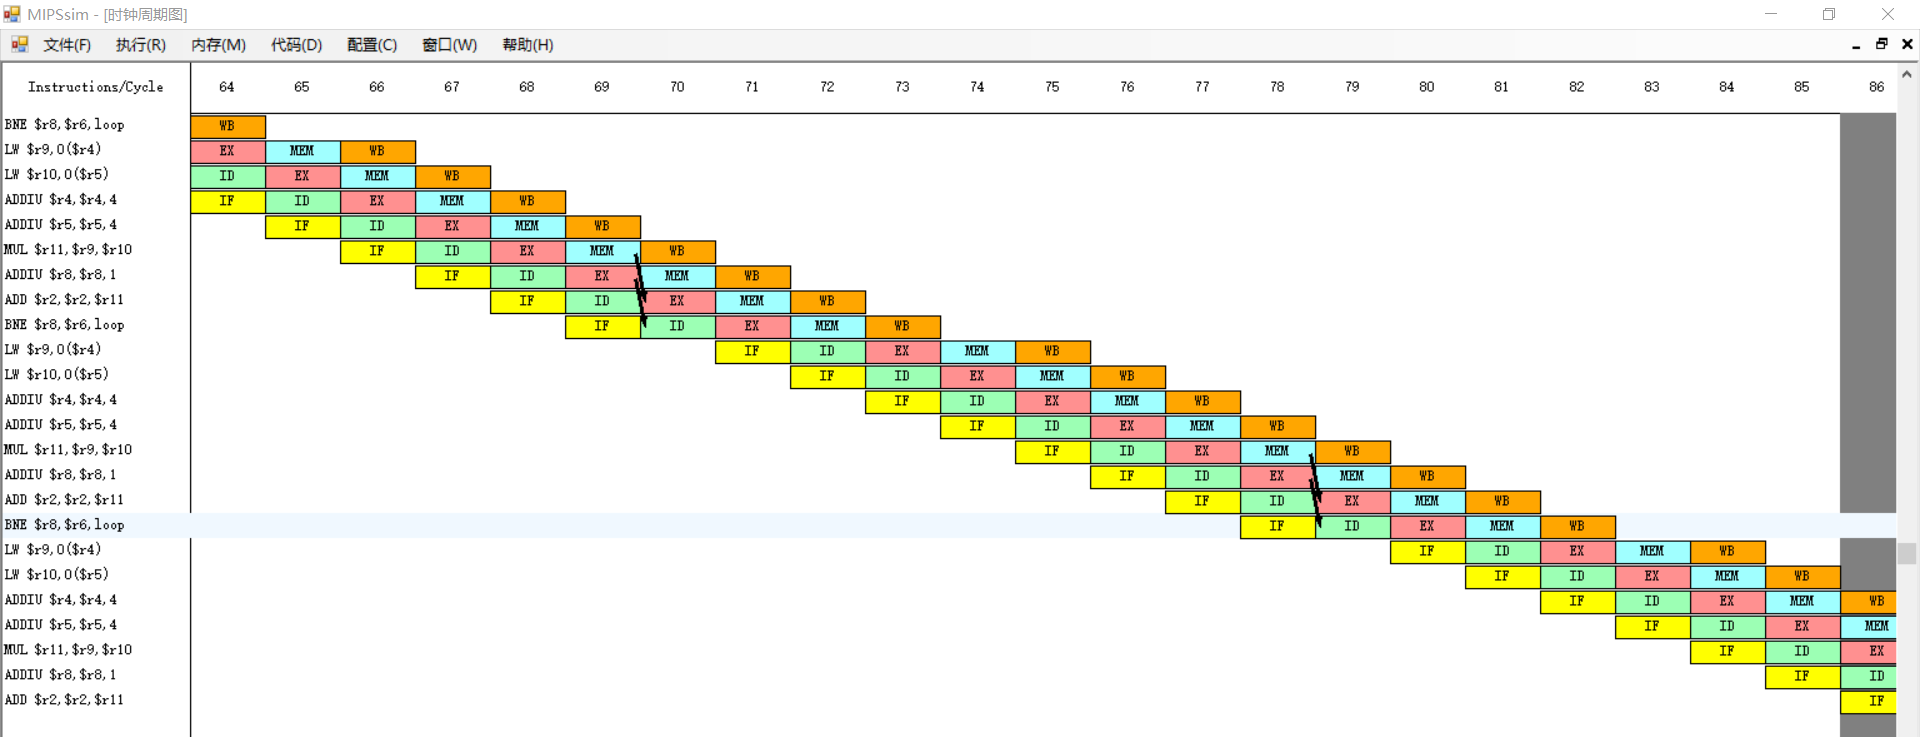 MIPSsim - [时钟周期图]
文件(F) 执行(R) 内存(M) 代码(D) 配置(C) 窗口(W) 帮助(H)
Instructions/Cycle 64 65 66 67 68 69 70 71 72 73 74 75 76 77 78 79 80 81 82 83 84 85 86
BNE $r8,$r6,loop WB
LW $r9,0($r4) EX MEM WB
LW $r10,0($r5) ID EX MEM WB
ADDIU $r4,$r4,4 IF ID EX MEM WB
ADDIU $r5,$r5,4 IF ID EX MEM WB
MUL $r11,$r9,$r10 IF ID EX MEM WB
ADDIU $r8,$r8,1 IF ID EX MEM WB
ADD $r2,$r2,$r11 IF ID EX MEM WB
BNE $r8,$r6,loop IF ID EX MEM WB
LW $r9,0($r4) IF ID EX MEM WB
LW $r10,0($r5) IF ID EX MEM WB
ADDIU $r4,$r4,4 IF ID EX MEM WB
ADDIU $r5,$r5,4 IF ID EX MEM WB
MUL $r11,$r9,$r10 IF ID EX MEM WB
ADDIU $r8,$r8,1 IF ID EX MEM WB
ADD $r2,$r2,$r11 IF ID EX MEM WB
BNE $r8,$r6,loop IF ID EX MEM WB
LW $r9,0($r4) IF ID EX MEM WB
LW $r10,0($r5) IF ID EX MEM WB
ADDIU $r4,$r4,4 IF ID EX MEM WB
ADDIU $r5,$r5,4 IF ID EX MEM
MUL $r11,$r9,$r10 IF ID EX
ADDIU $r8,$r8,1 IF ID
ADD $r2,$r2,$r11 IF